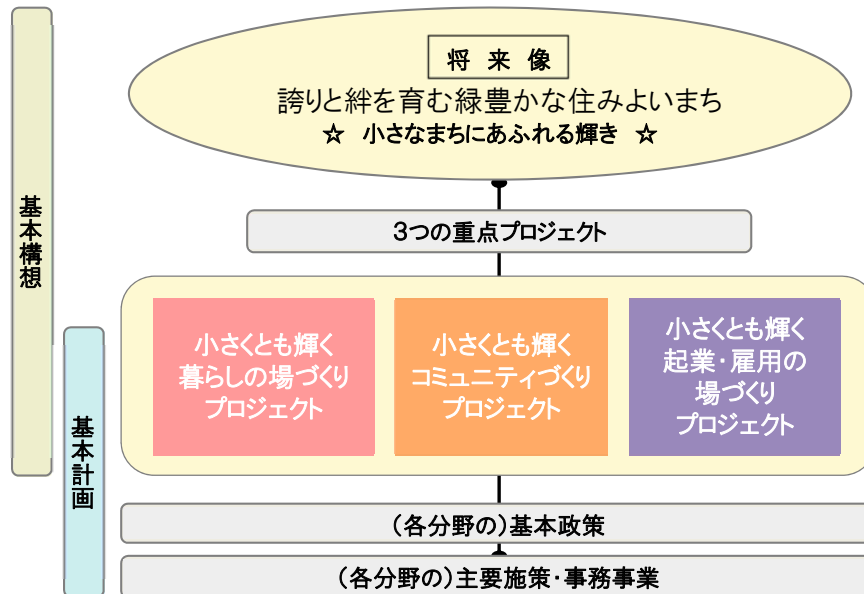 将来像
誇りと絆を育む緑豊かな住みよいまち
☆ 小さなまちにあふれる輝き ☆
基本構想
3つの重点プロジェクト
小さくとも輝く
暮らしの場づくり
プロジェクト
小さくとも輝く
コミュニティづくり
プロジェクト
小さくとも輝く
起業・雇用の
場づくり
プロジェクト
基本計画
(各分野の)基本政策
(各分野の)主要施策・事務事業